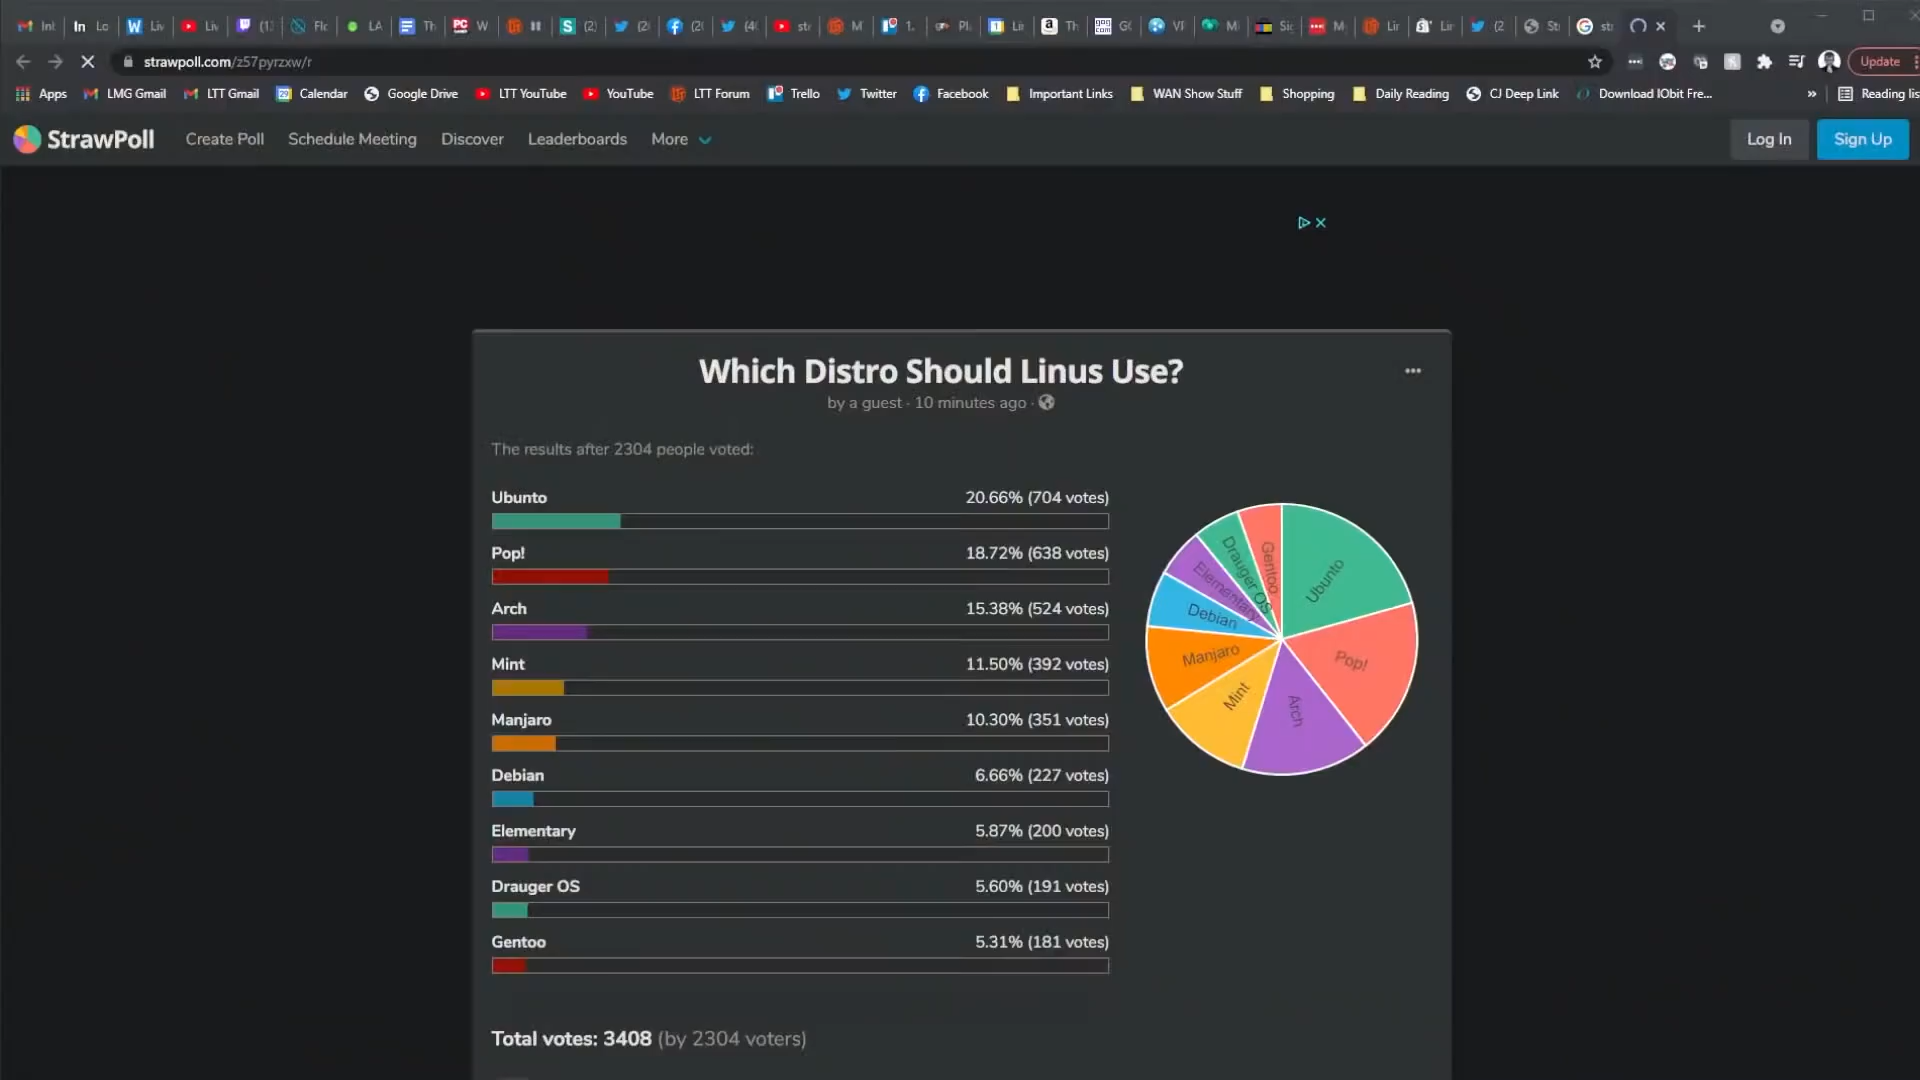 strawpoll.com/z57pyrzxw/r
Update
Apps
LMG Gmail
LTT Gmail
Calendar
Google Drive
LTT YouTube
YouTube
LTT Forum
Trello
Twitter
Facebook
Important Links
WAN Show Stuff
Shopping
Daily Reading
CJ Deep Link
Download IObit Fre...
»
Reading lis
StrawPoll
Create Poll
Schedule Meeting
Discover
Leaderboards
More
Log In
Sign Up
Which Distro Should Linus Use?
by a guest · 10 minutes ago ·
The results after 2304 people voted:
Ubunto 20.66% (704 votes)
Pop! 18.72% (638 votes)
Arch 15.38% (524 votes)
Mint 11.50% (392 votes)
Manjaro 10.30% (351 votes)
Debian 6.66% (227 votes)
Elementary 5.87% (200 votes)
Drauger OS 5.60% (191 votes)
Gentoo 5.31% (181 votes)
Ubunto
Pop!
Arch
Mint
Manjaro
Debian
Elementary
Drauger OS
Gentoo
Total votes: 3408 (by 2304 voters)